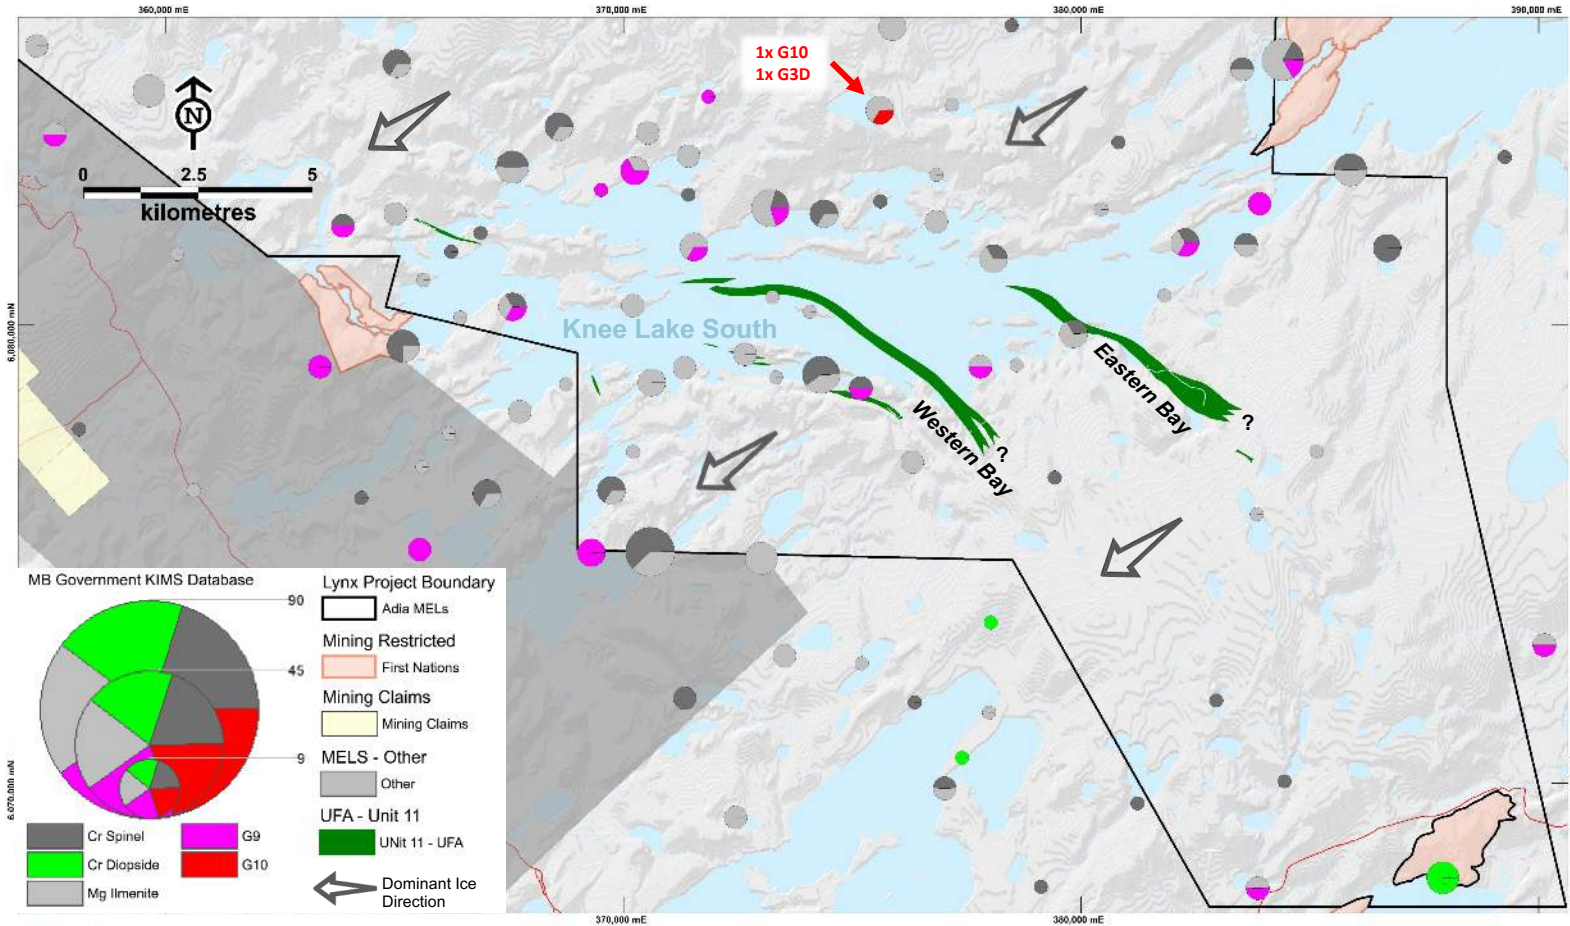 360,000 mE
370,000 mE
380,000 mE
390,000 mE
1x G10
1x G3D
N
0 2.5 5
kilometres
6,080,000 mN
Knee Lake South
Eastern Bay
?
Western Bay
?
MB Government KIMS Database
90
45
9
Cr Spinel
G9
Cr Diopside
G10
Mg Ilmenite
Lynx Project Boundary
Adia MELs
Mining Restricted
First Nations
Mining Claims
Mining Claims
MELS - Other
Other
UFA - Unit 11
UNit 11 - UFA
Dominant Ice
Direction
6,070,000 mN
370,000 mE
380,000 mE